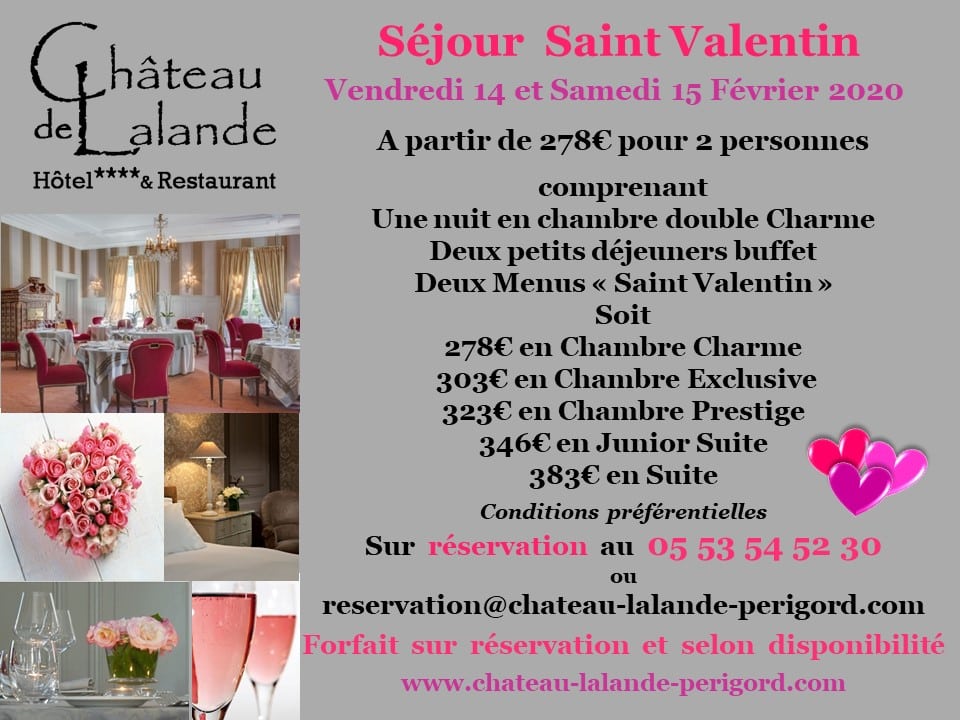 Château
de Lalande
Hôtel****& Restaurant
Séjour Saint Valentin
Vendredi 14 et Samedi 15 Février 2020
A partir de 278€ pour 2 personnes
comprenant
Une nuit en chambre double Charme
Deux petits déjeuners buffet
Deux Menus « Saint Valentin »
Soit
278€ en Chambre Charme
303€ en Chambre Exclusive
323€ en Chambre Prestige
346€ en Junior Suite
383€ en Suite
Conditions préférentielles
Sur réservation au 05 53 54 52 30
ou
reservation@chateau-lalande-perigord.com
Forfait sur réservation et selon disponibilité
www.chateau-lalande-perigord.com